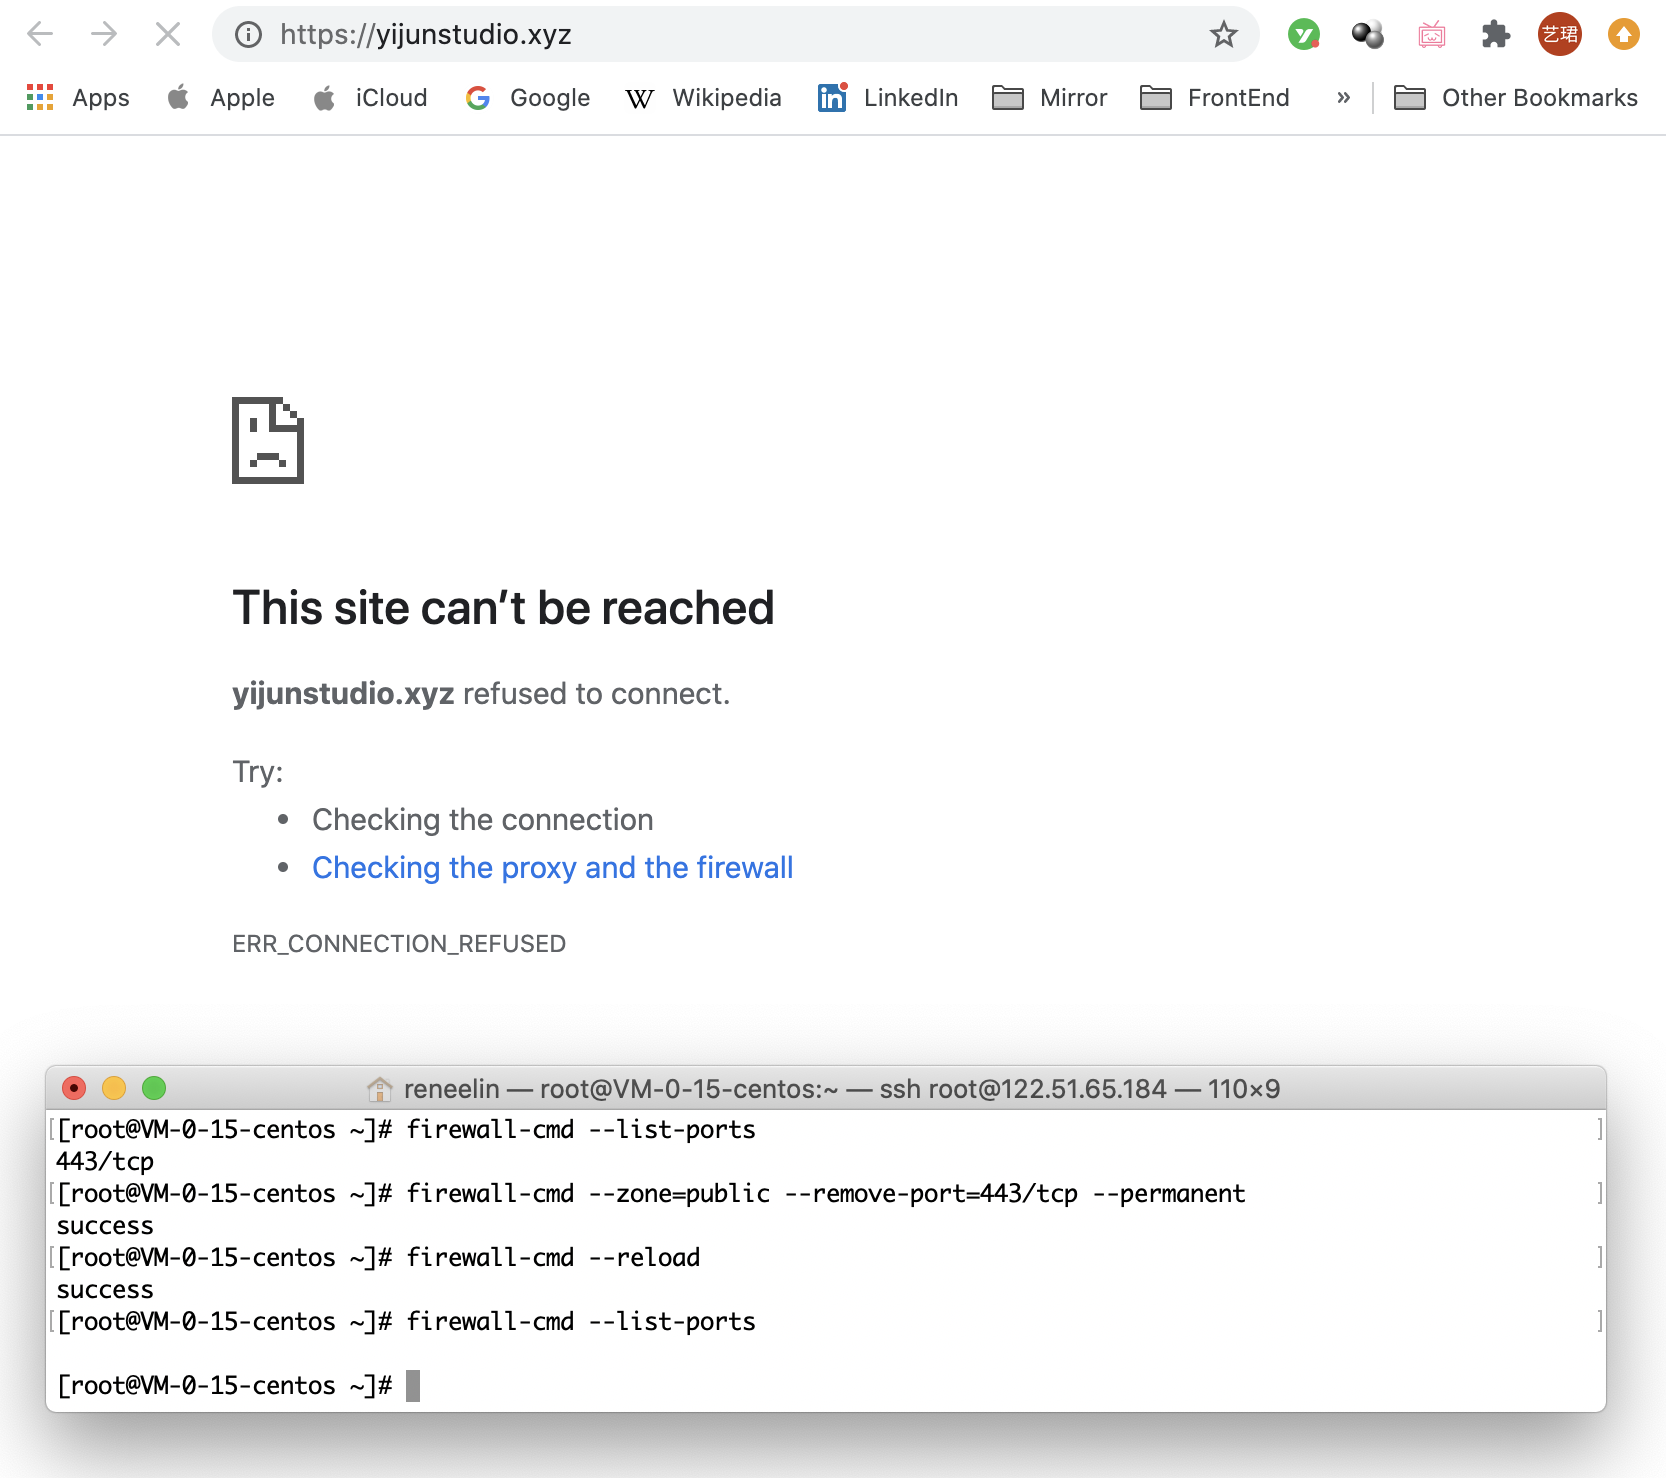 https://yijunstudio.xyz
艺珺
Apps Apple iCloud Google Wikipedia LinkedIn Mirror FrontEnd » Other Bookmarks
This site can't be reached
yijunstudio.xyz refused to connect.
Try:
• Checking the connection
• Checking the proxy and the firewall
ERR_CONNECTION_REFUSED
reneelin — root@VM-0-15-centos:~ — ssh root@122.51.65.184 — 110×9
[[root@VM-0-15-centos ~]# firewall-cmd --list-ports ]
443/tcp
[[root@VM-0-15-centos ~]# firewall-cmd --zone=public --remove-port=443/tcp --permanent ]
success
[[root@VM-0-15-centos ~]# firewall-cmd --reload ]
success
[[root@VM-0-15-centos ~]# firewall-cmd --list-ports ]
[root@VM-0-15-centos ~]#